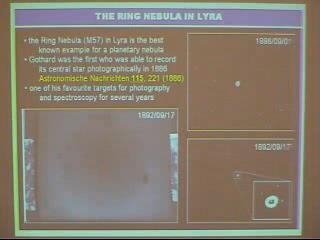 THE RING NEBULA IN LYRA
• the Ring Nebula (M57) in Lyra is the best
known example for a planetary nebula
• Gothard was the first who was able to record
its central star photographically in 1886
Astronomische Nachrichten 115, 221 (1886)
• one of his favourite targets for photography
and spectroscopy for several years
1886/09/01
1892/09/17
1892/09/17